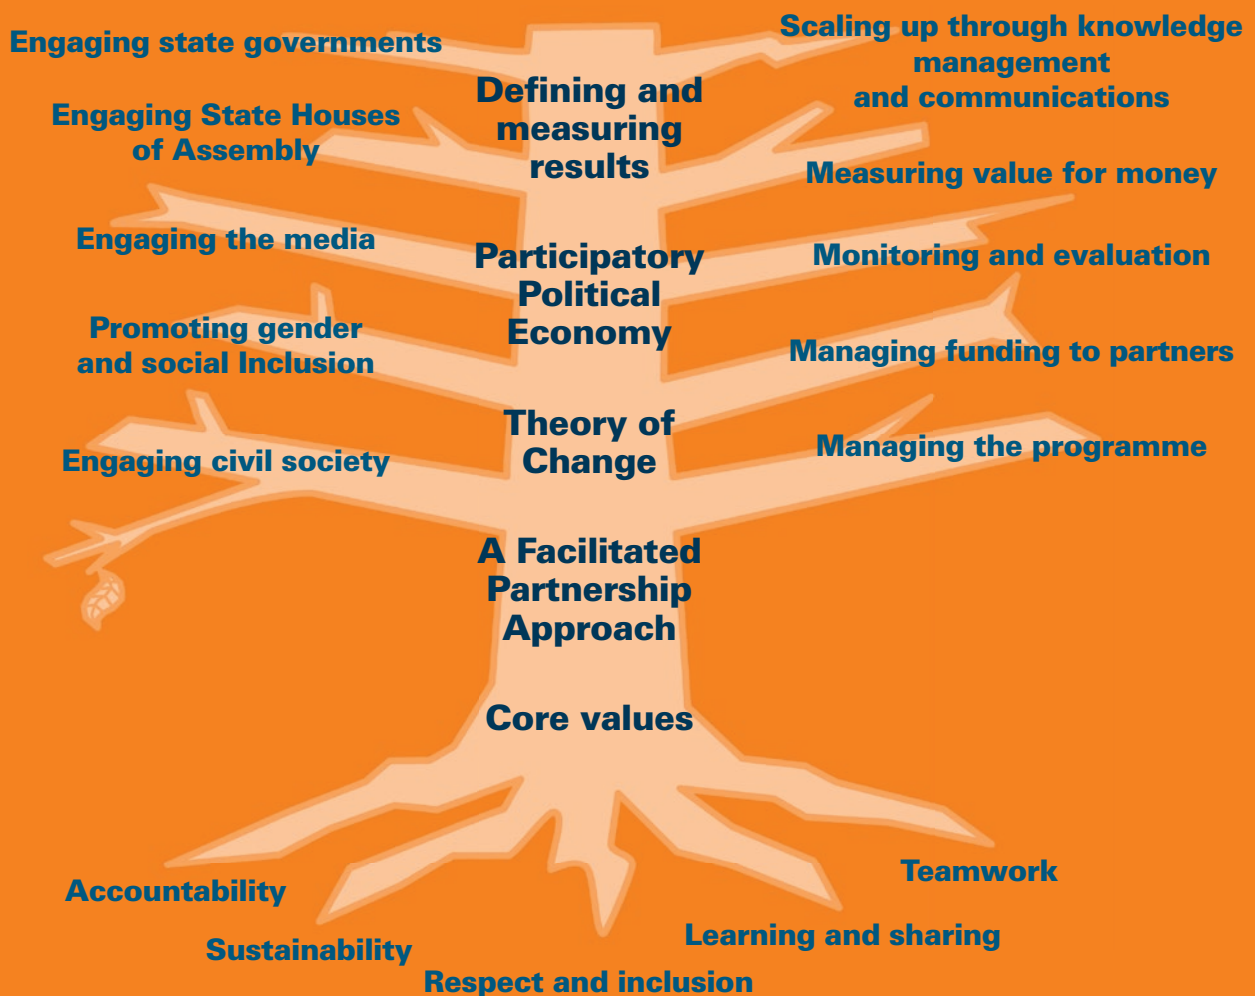 Engaging state governments
Engaging State Houses
of Assembly
Engaging the media
Promoting gender
and social Inclusion
Engaging civil society
Defining and
measuring
results
Participatory
Political
Economy
Theory of
Change
A Facilitated
Partnership
Approach
Core values
Scaling up through knowledge
management
and communications
Measuring value for money
Monitoring and evaluation
Managing funding to partners
Managing the programme
Accountability
Sustainability
Respect and inclusion
Learning and sharing
Teamwork